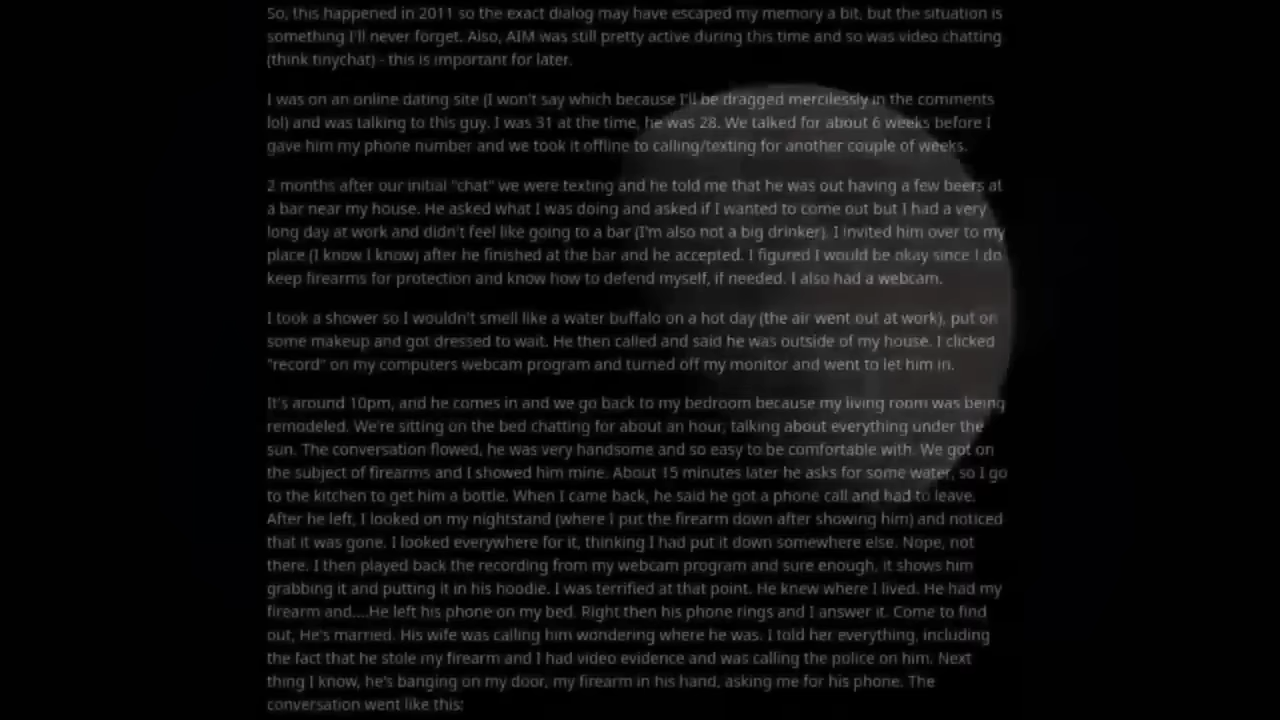 So, this happened in 2011 so the exact dialog may have escaped my memory a bit, but the situation is
something I'll never forget. Also, AIM was still pretty active during this time and so was video chatting
(think tinychat) - this is important for later.
I was on an online dating site (I won't say which because I'll be dragged mercilessly in the comments
lol) and was talking to this guy. I was 31 at the time, he was 28. We talked for about 6 weeks before I
gave him my phone number and we took it offline to calling/texting for another couple of weeks.
2 months after our initial "chat" we were texting and he told me that he was out having a few beers at
a bar near my house. He asked what I was doing and asked if I wanted to come out but I had a very
long day at work and didn't feel like going to a bar (I'm also not a big drinker). I invited him over to my
place (I know I know) after he finished at the bar and he accepted. I figured I would be okay since I do
keep firearms for protection and know how to defend myself, if needed. I also had a webcam.
I took a shower so I wouldn't smell like a water buffalo on a hot day (the air went out at work), put on
some makeup and got dressed to wait. He then called and said he was outside of my house. I clicked
"record" on my computers webcam program and turned off my monitor and went to let him in.
It's around 10pm, and he comes in and we go back to my bedroom because my living room was being
remodeled. We're sitting on the bed chatting for about an hour, talking about everything under the
sun. The conversation flowed, he was very handsome and so easy to be comfortable with. We got on
the subject of firearms and I showed him mine. About 15 minutes later he asks for some water, so I go
to the kitchen to get him a bottle. When I came back, he said he got a phone call and had to leave.
After he left, I looked on my nightstand (where I put the firearm down after showing him) and noticed
that it was gone. I looked everywhere for it, thinking I had put it down somewhere else. Nope, not
there. I then played back the recording from my webcam program and sure enough, it shows him
grabbing it and putting it in his hoodie. I was terrified at that point. He knew where I lived. He had my
firearm and....He left his phone on my bed. Right then his phone rings and I answer it. Come to find
out, He's married. His wife was calling him wondering where he was. I told her everything, including
the fact that he stole my firearm and I had video evidence and was calling the police on him. Next
thing I know, he's banging on my door, my firearm in his hand, asking me for his phone. The
conversation went like this: